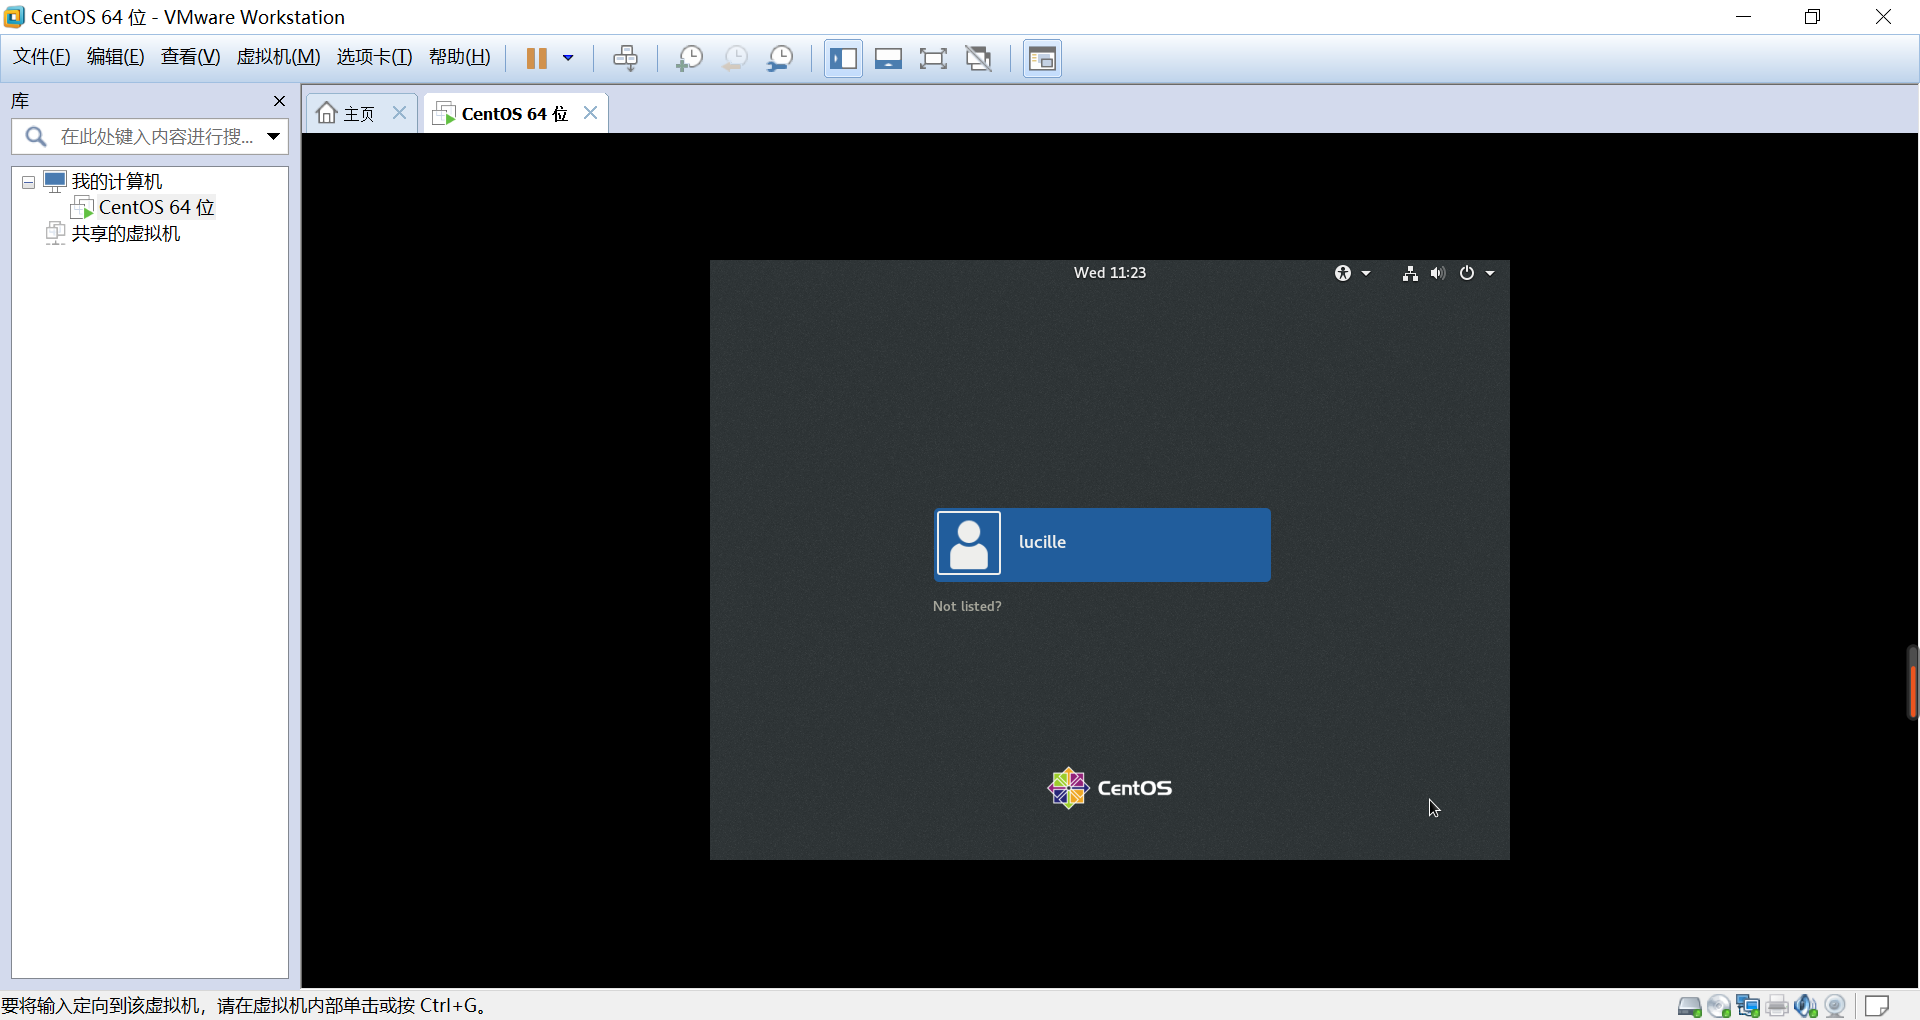 CentOS 64 位 - VMware Workstation
文件(F) 编辑(E) 查看(V) 虚拟机(M) 选项卡(T) 帮助(H)
库
主页
CentOS 64 位
在此处键入内容进行搜...
我的计算机
CentOS 64 位
共享的虚拟机
Wed 11:23
lucille
Not listed?
CentOS
要将输入定向到该虚拟机，请在虚拟机内部单击或按 Ctrl+G。